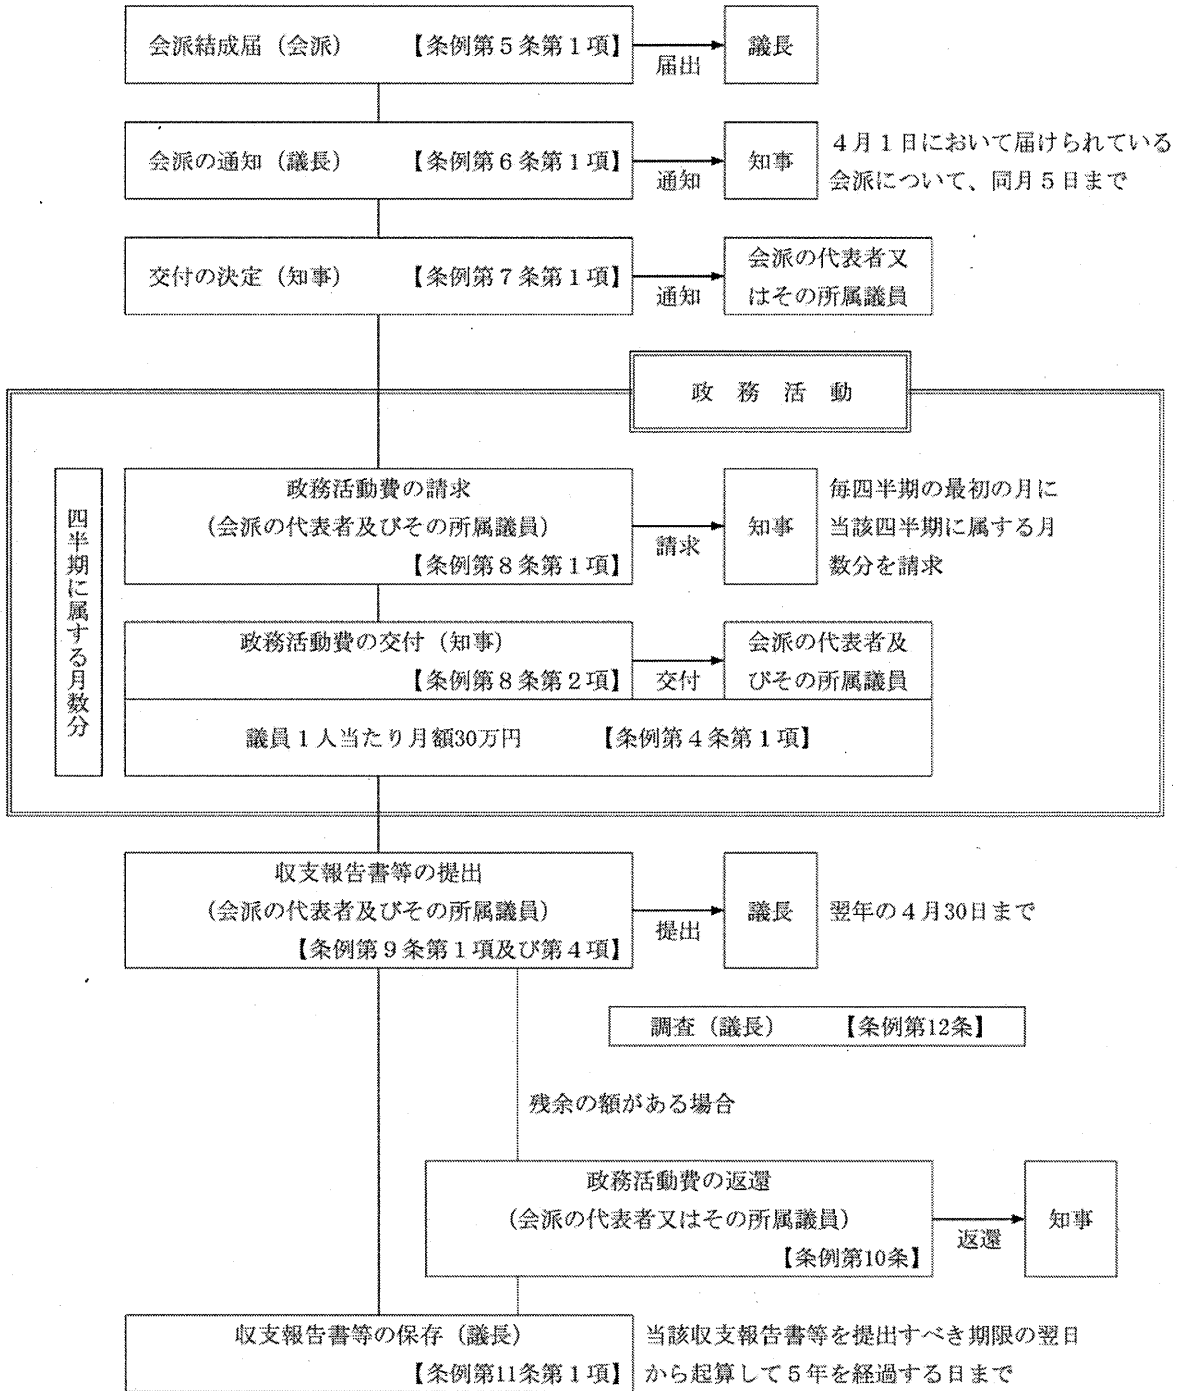 会派結成届（会派）　【条例第５条第１項】
届出
議長
会派の通知（議長）　【条例第６条第１項】
通知
知事
４月１日において届けられている
会派について、同月５日まで
交付の決定（知事）　【条例第７条第１項】
通知
会派の代表者又
はその所属議員
政　務　活　動
四半期に属する月数分
政務活動費の請求
（会派の代表者及びその所属議員）
【条例第８条第１項】
請求
知事
毎四半期の最初の月に
当該四半期に属する月
数分を請求
政務活動費の交付（知事）
【条例第８条第２項】
交付
会派の代表者及
びその所属議員
議員１人当たり月額30万円　【条例第４条第１項】
収支報告書等の提出
（会派の代表者及びその所属議員）
【条例第９条第１項及び第４項】
提出
議長
翌年の４月30日まで
調査（議長）　【条例第12条】
残余の額がある場合
政務活動費の返還
（会派の代表者又はその所属議員）
【条例第10条】
返還
知事
収支報告書等の保存（議長）
【条例第11条第１項】
当該収支報告書等を提出すべき期限の翌日
から起算して５年を経過する日まで